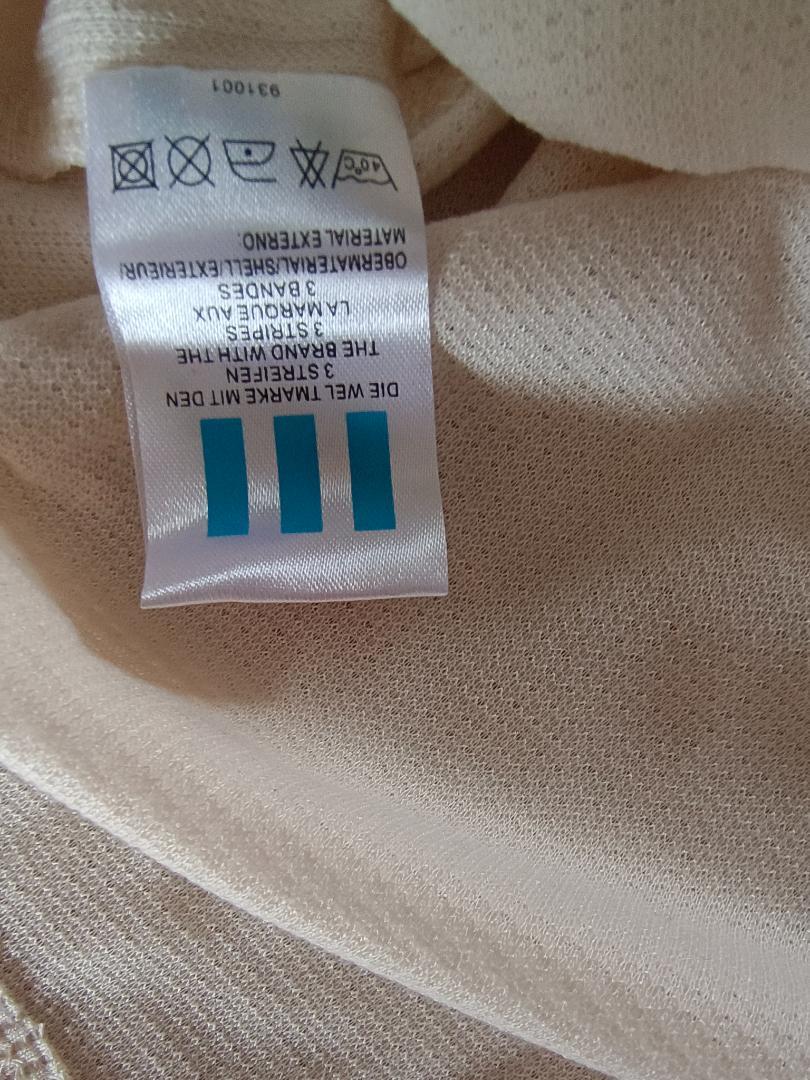 DIE WELTMARKE MIT DEN
3 STREIFEN
THE BRAND WITH THE
3 STRIPES
LA MARQUE AUX
3 BANDES
OBERMATERIAL/SHELL/EXTERIEUR/
MATERIAL EXTERNO:
40°C
931001